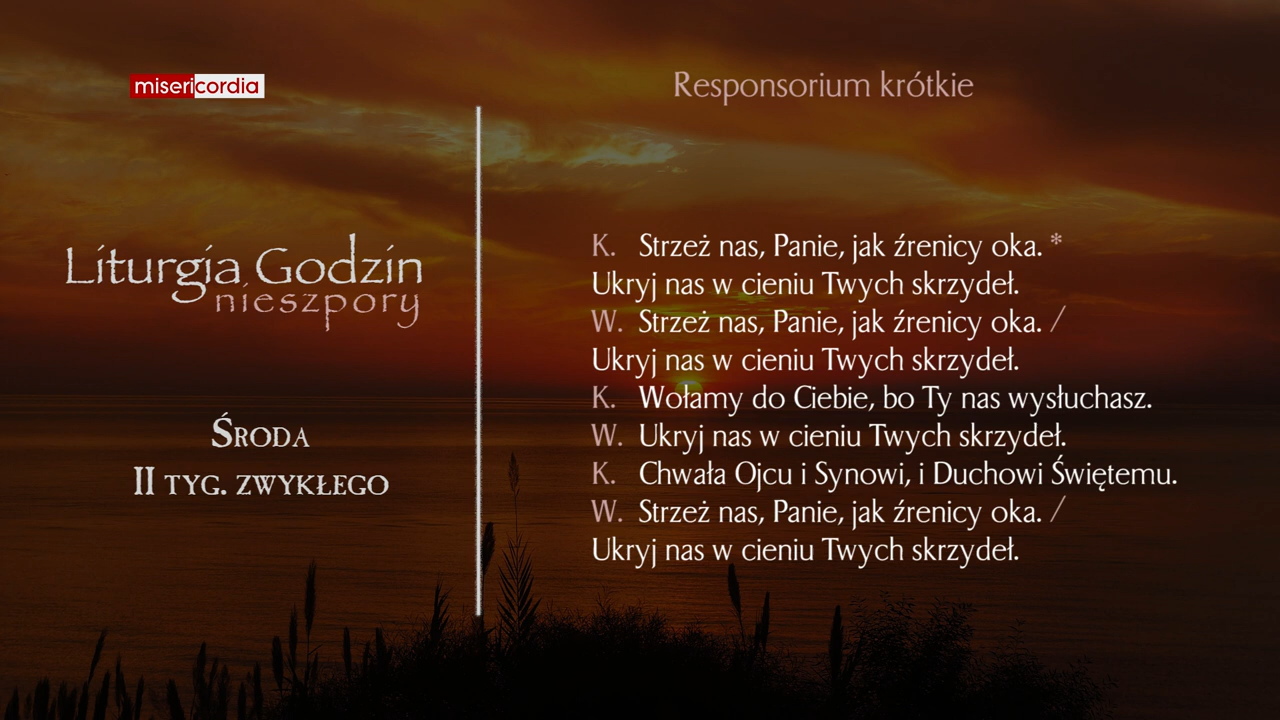 misericordia
Liturgia Godzin
nieszpory
Środa
II tyg. zwykłego
Responsorium krótkie
K. Strzeż nas, Panie, jak źrenicy oka. *
Ukryj nas w cieniu Twych skrzydeł.
W. Strzeż nas, Panie, jak źrenicy oka. /
Ukryj nas w cieniu Twych skrzydeł.
K. Wołamy do Ciebie, bo Ty nas wysłuchasz.
W. Ukryj nas w cieniu Twych skrzydeł.
K. Chwała Ojcu i Synowi, i Duchowi Świętemu.
W. Strzeż nas, Panie, jak źrenicy oka. /
Ukryj nas w cieniu Twych skrzydeł.